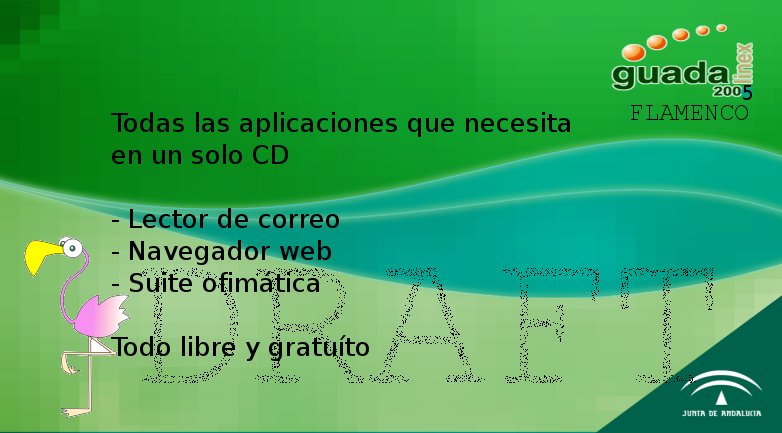 guada
linex
2005
FLAMENCO
Todas las aplicaciones que necesita
en un solo CD
- Lector de correo
- Navegador web
- Suite ofimática
Todo libre y gratuíto
DRAFT
JUNTA DE ANDALUCIA